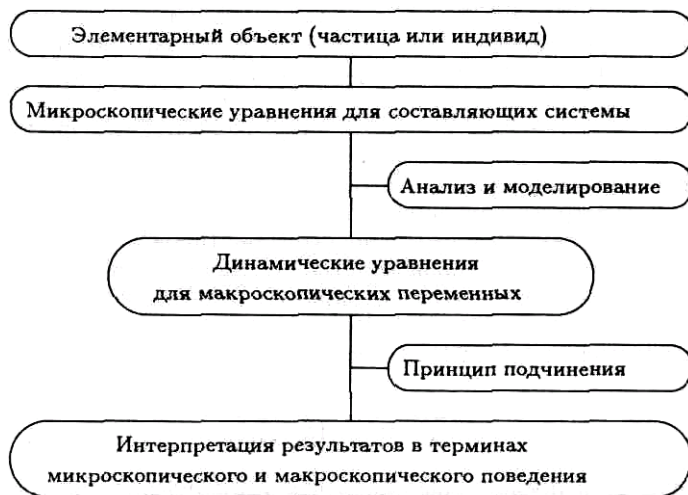 Элементарный объект (частица или индивид)
Микроскопические уравнения для составляющих системы
Анализ и моделирование
Динамические уравнения
для макроскопических переменных
Принцип подчинения
Интерпретация результатов в терминах
микроскопического и макроскопического поведения